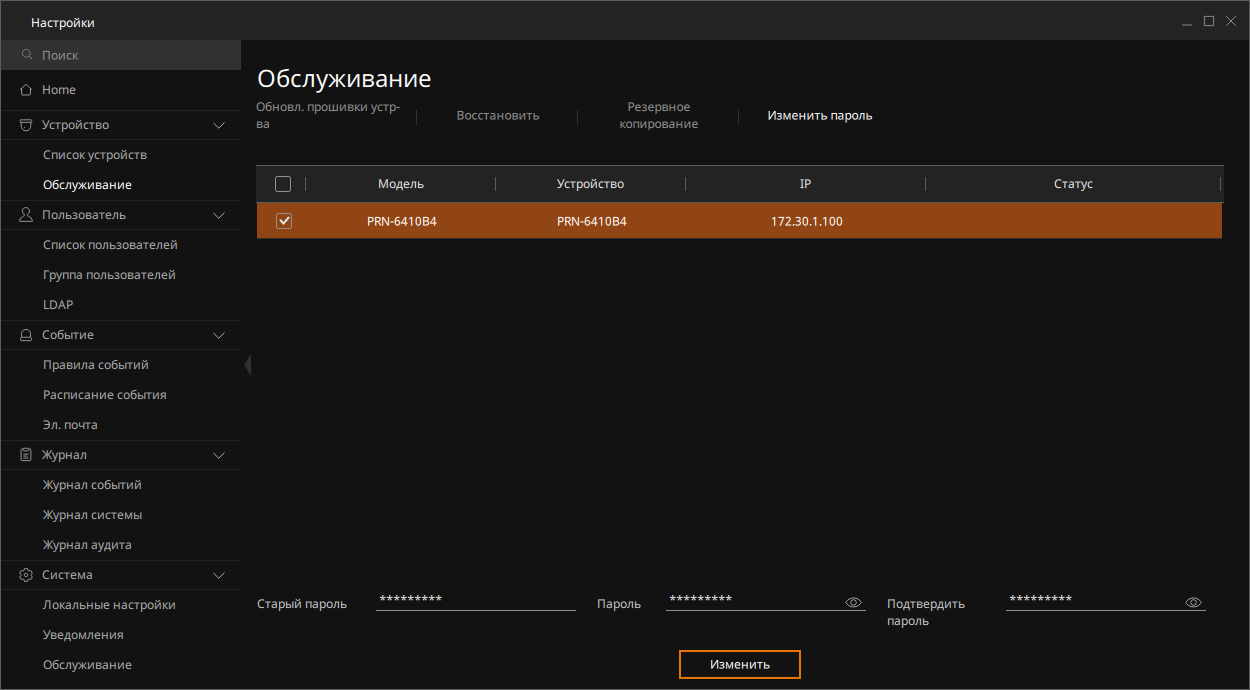 Настройки
Поиск
Home
Устройство
Список устройств
Обслуживание
Пользователь
Список пользователей
Группа пользователей
LDAP
Событие
Правила событий
Расписание события
Эл. почта
Журнал
Журнал событий
Журнал системы
Журнал аудита
Система
Локальные настройки
Уведомления
Обслуживание
Обслуживание
Обновл. прошивки устр-
ва
Восстановить
Резервное
копирование
Изменить пароль
Модель Устройство IP Статус
PRN-6410B4 PRN-6410B4 172.30.1.100
Старый пароль ********* Пароль ********* Подтвердить
пароль *********
Изменить